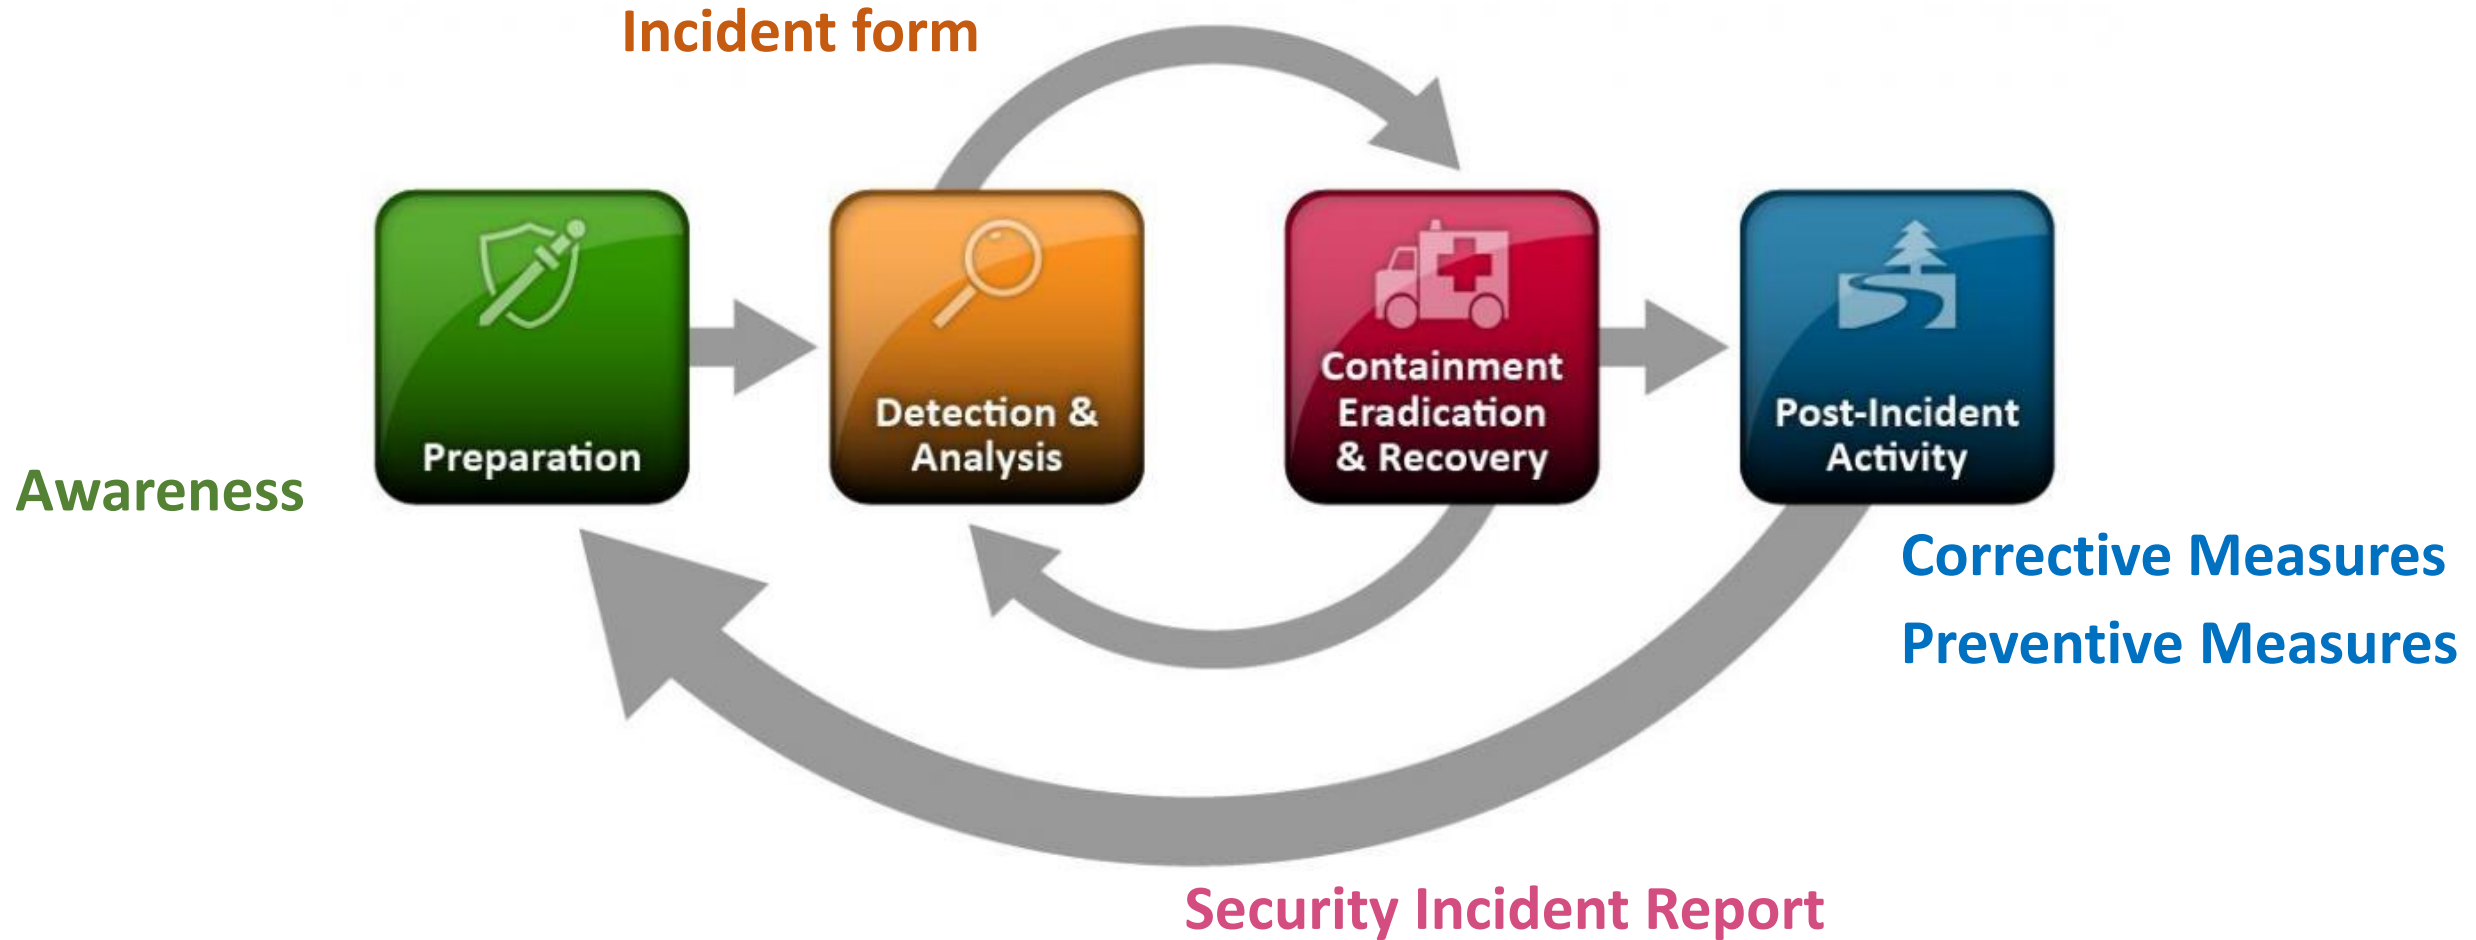 Incident form
Preparation
Detection &
Analysis
Containment
Eradication
& Recovery
Post-Incident
Activity
Awareness
Corrective Measures
Preventive Measures
Security Incident Report